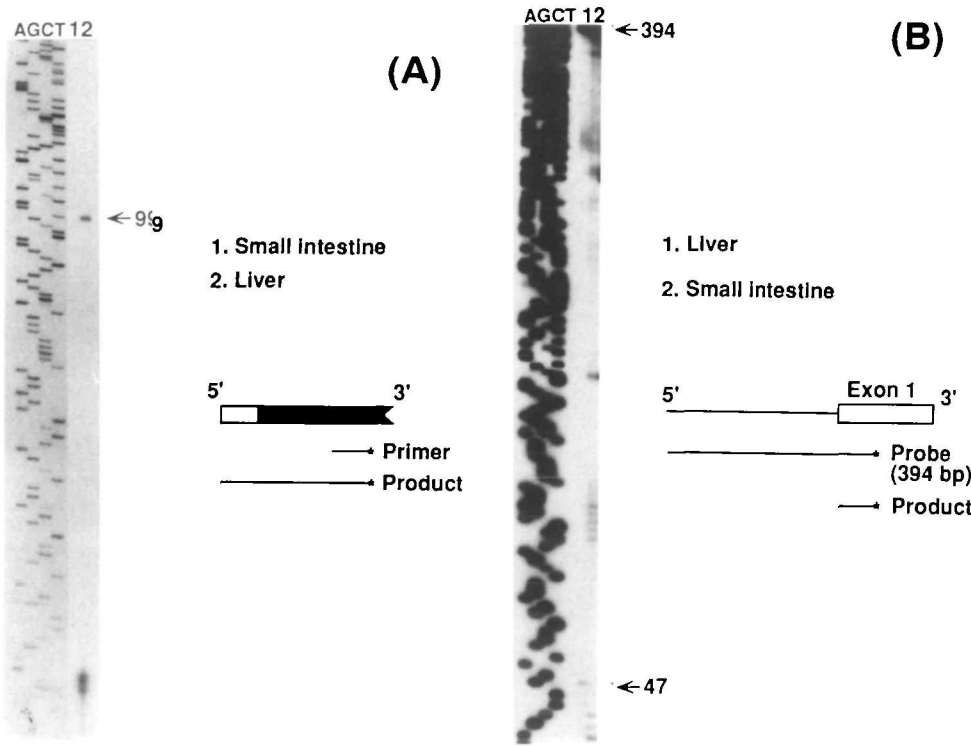 AGCT 12
(A)
← 99
1. Small intestine
2. Liver
5' 3'
Primer
Product
AGCT 12
← 394
(B)
1. Liver
2. Small intestine
5' Exon 1 3'
Probe
(394 bp)
Product
← 47